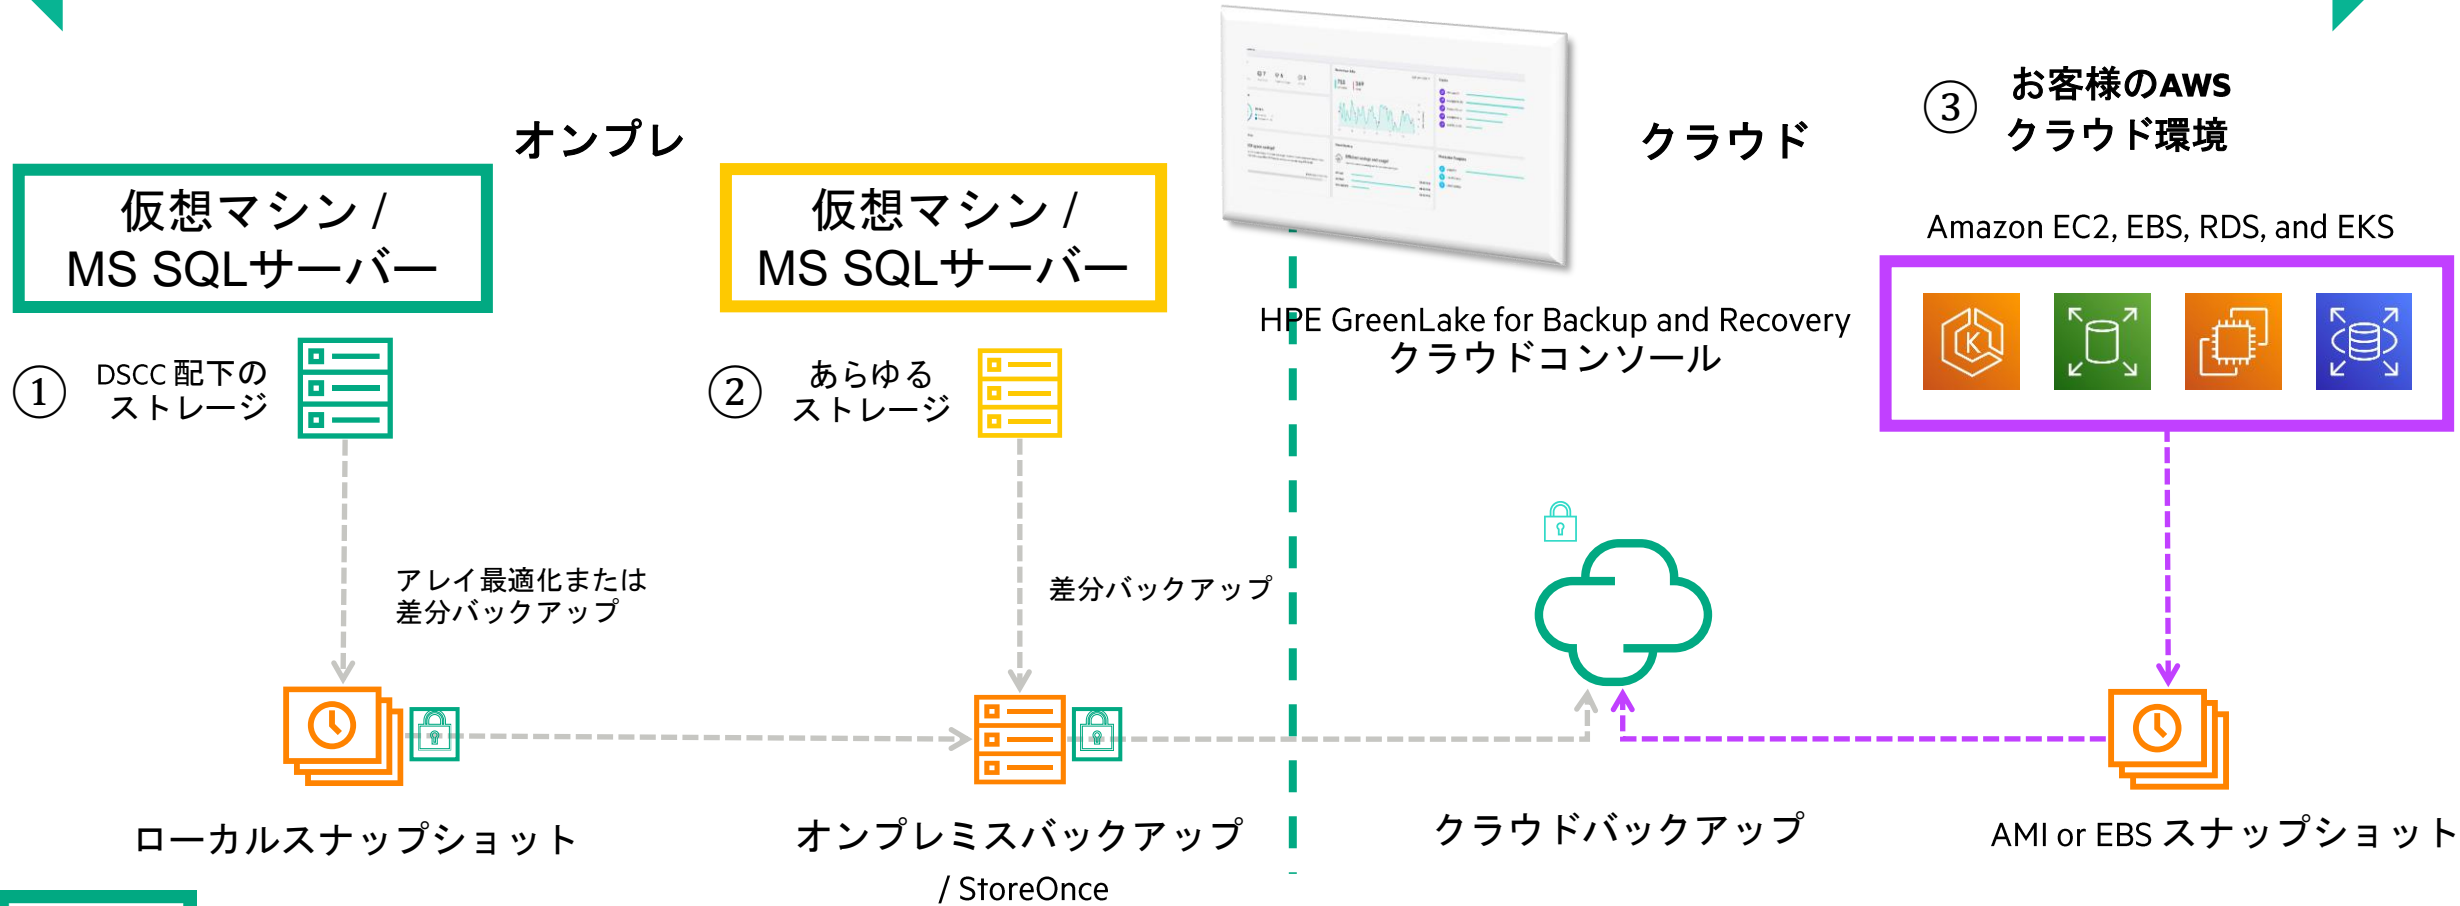 オンプレ
仮想マシン /
MS SQLサーバー
① DSCC 配下の
ストレージ
アレイ最適化または
差分バックアップ
ローカルスナップショット
仮想マシン /
MS SQLサーバー
② あらゆる
ストレージ
差分バックアップ
オンプレミスバックアップ
/ StoreOnce
クラウド
HPE GreenLake for Backup and Recovery
クラウドコンソール
クラウドバックアップ
③ お客様のAWS
クラウド環境
Amazon EC2, EBS, RDS, and EKS
K
AMI or EBS スナップショット